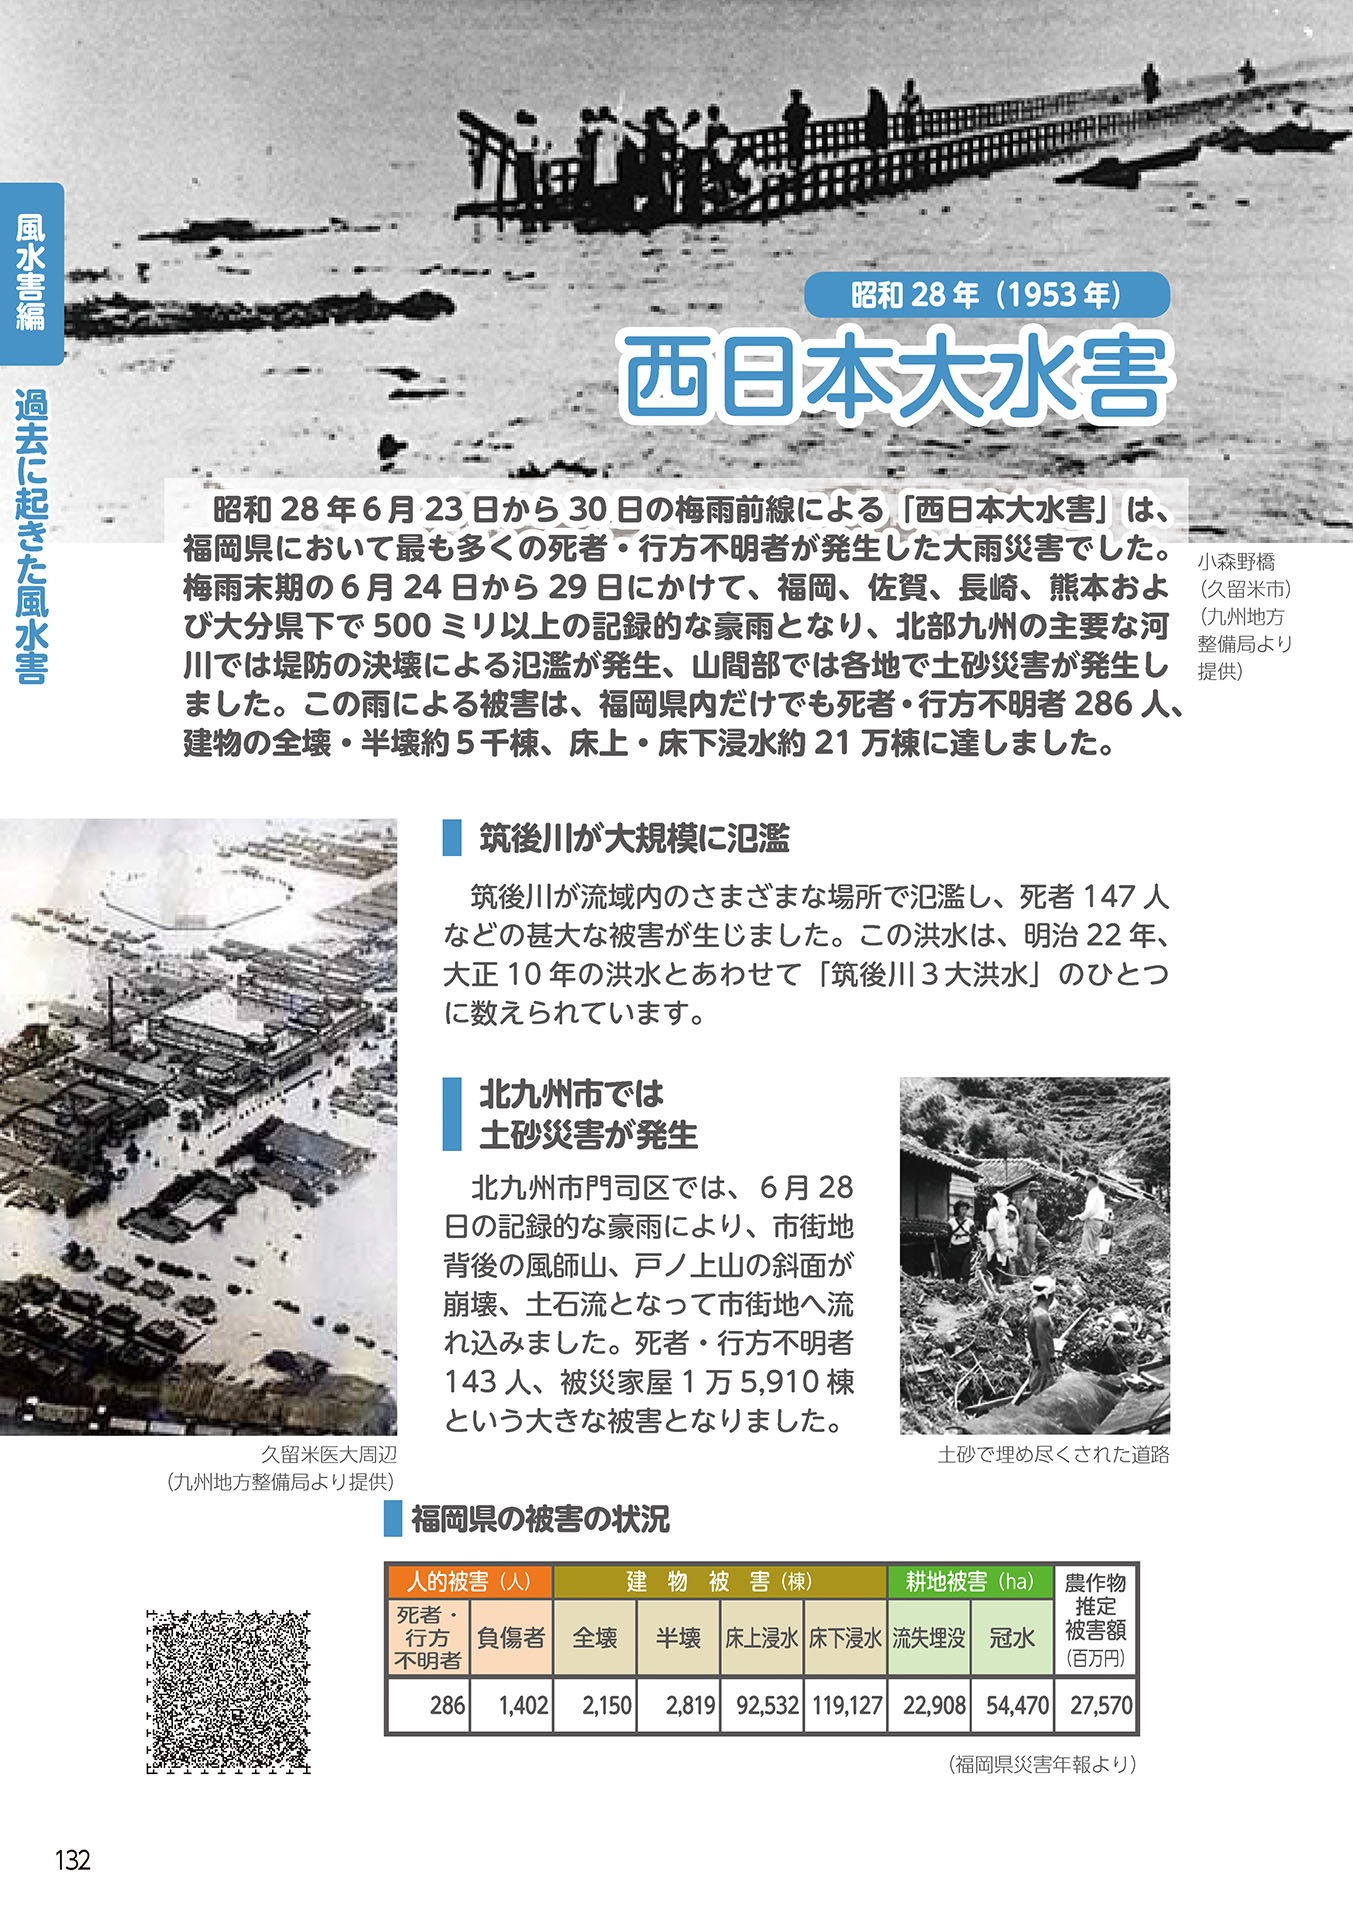 風水害編
過去に起きた風水害
昭和 28 年（1953 年）
西日本大水害
昭和 28 年６月 23 日から 30 日の梅雨前線による「西日本大水害」は、
福岡県において最も多くの死者・行方不明者が発生した大雨災害でした。
梅雨末期の６月 24 日から 29 日にかけて、福岡、佐賀、長崎、熊本およ
び大分県下で 500 ミリ以上の記録的な豪雨となり、北部九州の主要な河
川では堤防の決壊による氾濫が発生、山間部では各地で土砂災害が発生し
ました。この雨による被害は、福岡県内だけでも死者・行方不明者 286 人、
建物の全壊・半壊約５千棟、床上・床下浸水約 21 万棟に達しました。
小森野橋
（久留米市）
（九州地方
整備局より
提供）
筑後川が大規模に氾濫
筑後川が流域内のさまざまな場所で氾濫し、死者 147 人
などの甚大な被害が生じました。この洪水は、明治 22 年、
大正 10 年の洪水とあわせて「筑後川３大洪水」のひとつ
に数えられています。
北九州市では
土砂災害が発生
北九州市門司区では、６月 28
日の記録的な豪雨により、市街地
背後の風師山、戸ノ上山の斜面が
崩壊、土石流となって市街地へ流
れ込みました。死者・行方不明者
143 人、被災家屋１万 5,910 棟
という大きな被害となりました。
久留米医大周辺
（九州地方整備局より提供）
土砂で埋め尽くされた道路
福岡県の被害の状況
人的被害（人） 建物被害（棟） 耕地被害（ha） 農作物
推定
被害額
（百万円）
死者・
行方
不明者 負傷者 全壊 半壊 床上浸水 床下浸水 流失埋没 冠水
286 1,402 2,150 2,819 92,532 119,127 22,908 54,470 27,570
（福岡県災害年報より）
132